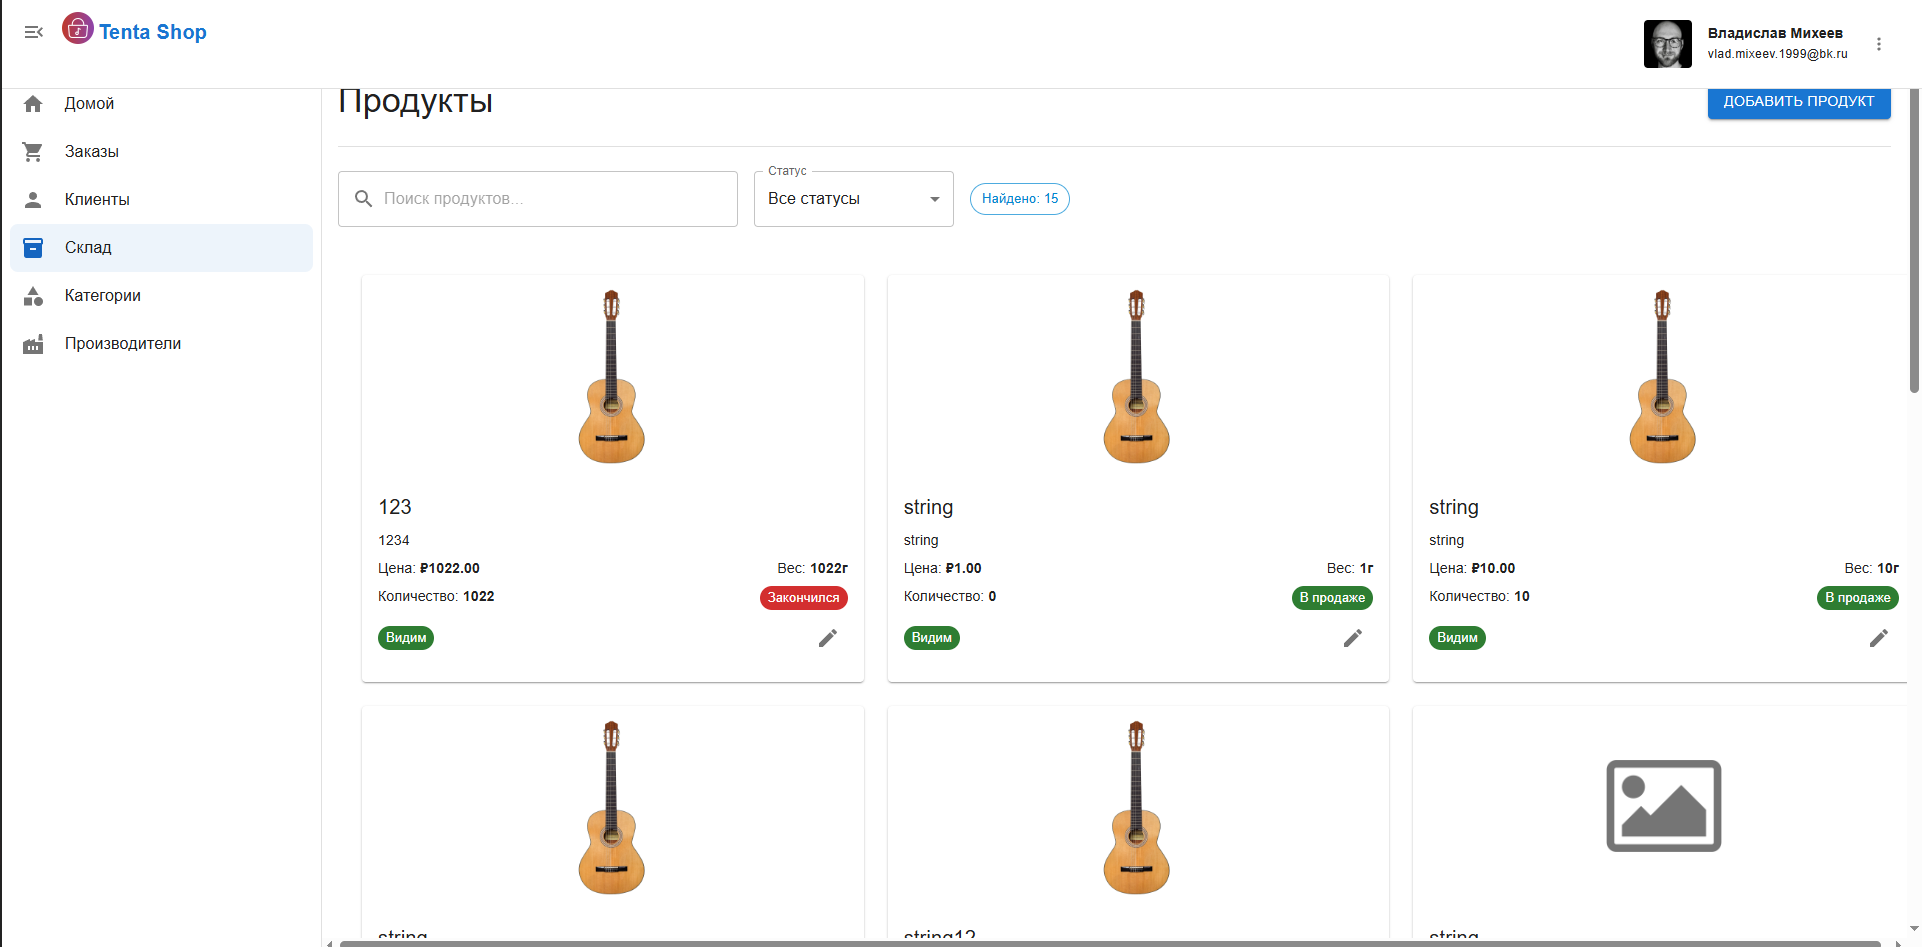 Tenta Shop
Владислав Михеев
vlad.mixeev.1999@bk.ru
Домой
Заказы
Клиенты
Склад
Категории
Производители
Продукты
ДОБАВИТЬ ПРОДУКТ
Поиск продуктов...
Статус
Все статусы
Найдено: 15
123
1234
Цена: ₽1022.00 Вес: 1022г
Количество: 1022 Закончился
Видим
string
string
Цена: ₽1.00 Вес: 1г
Количество: 0 В продаже
Видим
string
string
Цена: ₽10.00 Вес: 10г
Количество: 10 В продаже
Видим
string
string12
string